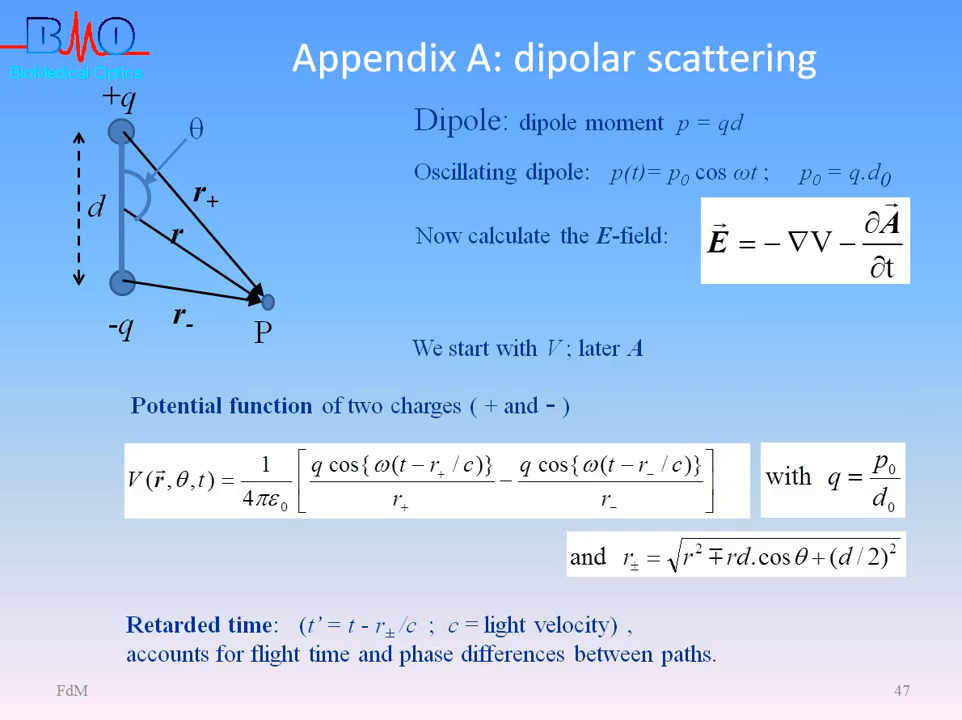 BMO
BioMedical Optics
Appendix A: dipolar scattering
+q
θ
d
r+
r
r-
-q
P
Dipole: dipole moment p = qd
Oscillating dipole: p(t)= p₀ cos ωt ; p₀ = q.d₀
Now calculate the E-field:
E⃗ = − ∇V − ∂A⃗/∂t
We start with V ; later A
Potential function of two charges ( + and - )
V(r⃗,θ,t) = 1/4πε₀ [ q cos{ω(t − r₊ / c)}/r₊ − q cos{ω(t − r₋ / c)}/r₋ ]
with q = p₀/d₀
and r± = √(r² ∓ rd.cosθ + (d/2)²)
Retarded time: (t’ = t - r± /c ; c = light velocity) ,
accounts for flight time and phase differences between paths.
FdM
47